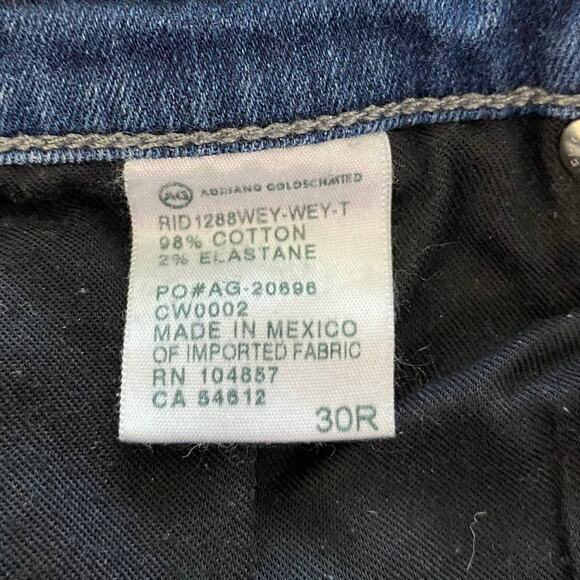 AG ADRIANO GOLDSCHMIED
RID1288WEY-WEY-T
98% COTTON
2% ELASTANE
PO#AG-20696
CW0002
MADE IN MEXICO
OF IMPORTED FABRIC
RN 104857
CA 54612
30R